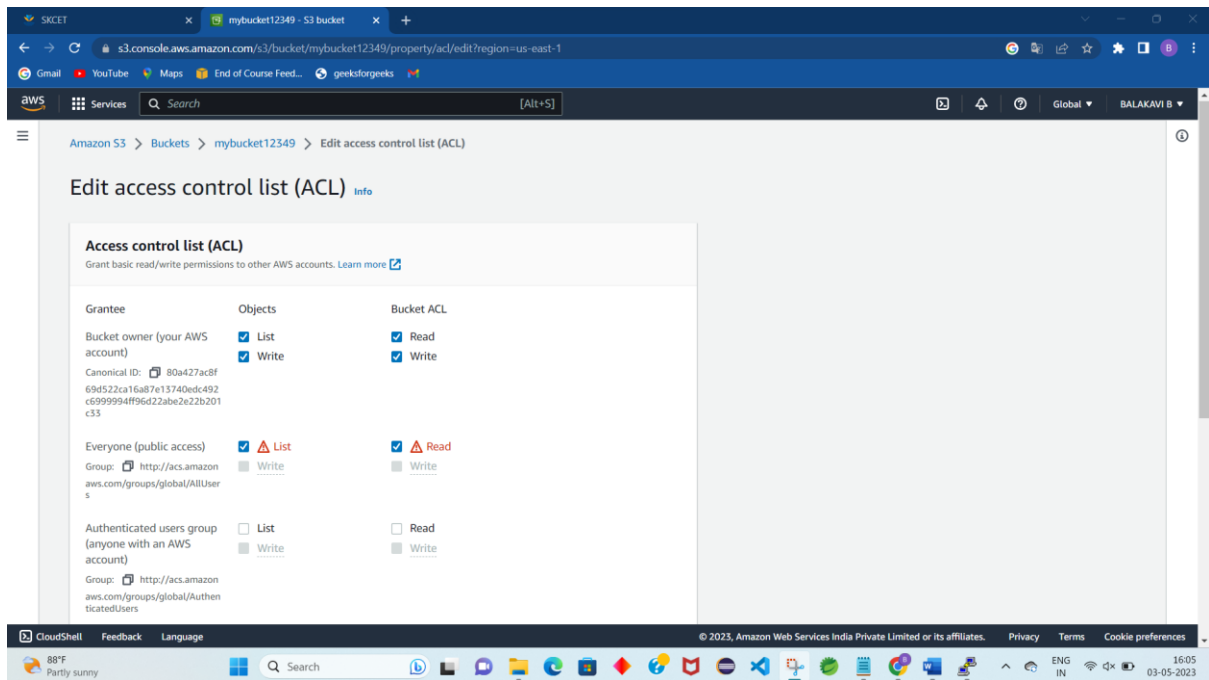 SKCET
mybucket12349 - S3 bucket
s3.console.aws.amazon.com/s3/bucket/mybucket12349/property/acl/edit?region=us-east-1
B
Gmail YouTube Maps End of Course Feed... geeksforgeeks
aws Services Search [Alt+S] Global ▼ BALAKAVI B ▼
Amazon S3 > Buckets > mybucket12349 > Edit access control list (ACL)
Edit access control list (ACL) Info
Access control list (ACL)
Grant basic read/write permissions to other AWS accounts. Learn more
Grantee Objects Bucket ACL
Bucket owner (your AWS
account)
List Read
Write Write
Canonical ID: 80a427ac8f
69d522ca16a87e13740edc492
c6999994ff96d22abe2e22b201
c33
Everyone (public access) List Read
Group: http://acs.amazon Write Write
aws.com/groups/global/AllUser
s
Authenticated users group List Read
(anyone with an AWS
account)
Write Write
Group: http://acs.amazon
aws.com/groups/global/Authen
ticatedUsers
CloudShell Feedback Language © 2023, Amazon Web Services India Private Limited or its affiliates. Privacy Terms Cookie preferences
88°F
Partly sunny
Search
ENG
IN
16:05
03-05-2023